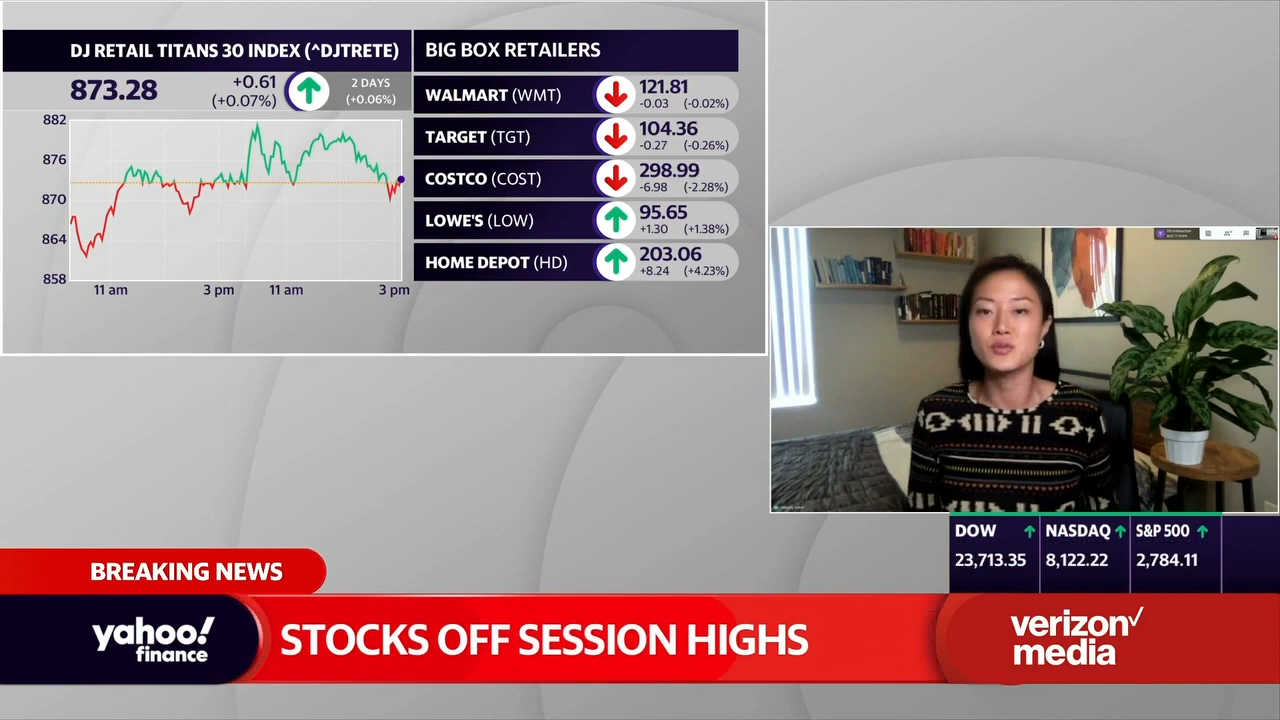 DJ RETAIL TITANS 30 INDEX (^DJTRETE)
873.28
+0.61
(+0.07%)
2 DAYS
(+0.06%)
882
876
870
864
858
11 am
3 pm
11 am
3 pm
BIG BOX RETAILERS
WALMART (WMT)
121.81
-0.03 (-0.02%)
TARGET (TGT)
104.36
-0.27 (-0.26%)
COSTCO (COST)
298.99
-6.98 (-2.28%)
LOWE'S (LOW)
95.65
+1.30 (+1.38%)
HOME DEPOT (HD)
203.06
+8.24 (+4.23%)
DOW
23,713.35
NASDAQ
8,122.22
S&P 500
2,784.11
BREAKING NEWS
yahoo!
finance
STOCKS OFF SESSION HIGHS
verizon
media